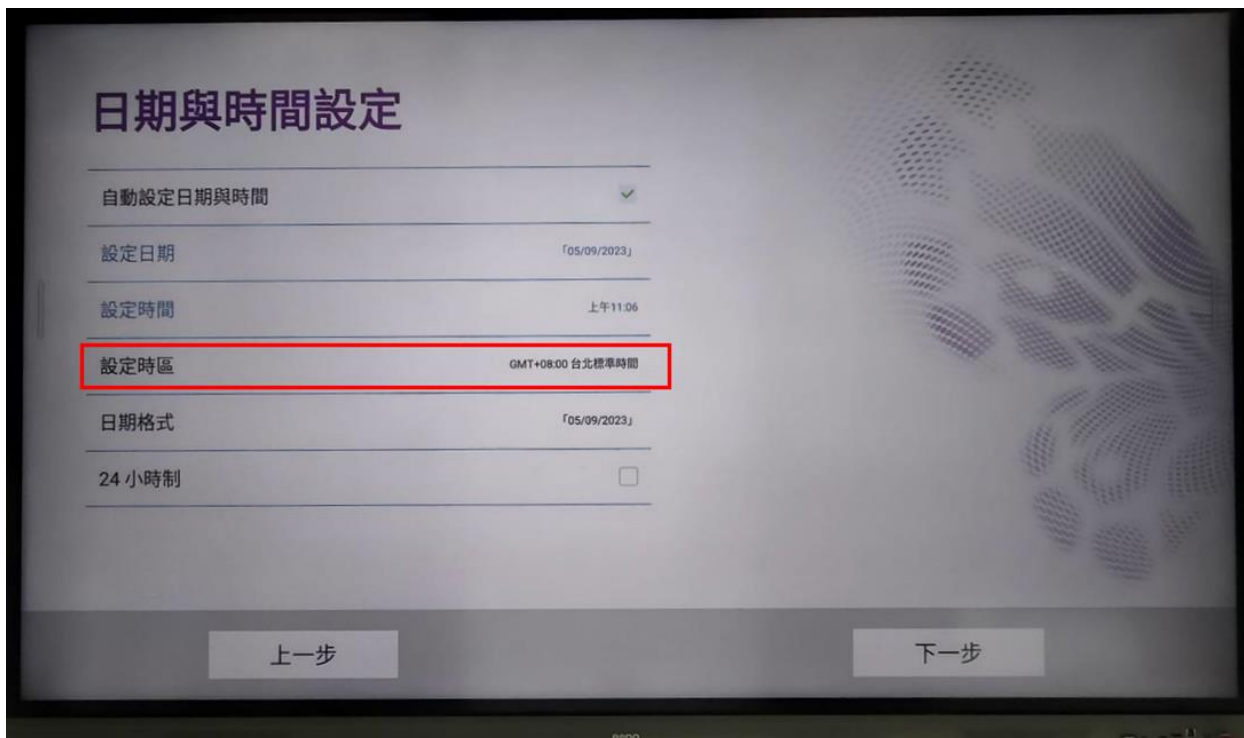 日期與時間設定
自動設定日期與時間
設定日期 「05/09/2023」
設定時間 上午11:06
設定時區 GMT+08:00 台北標準時間
日期格式 「05/09/2023」
24 小時制
上一步 下一步